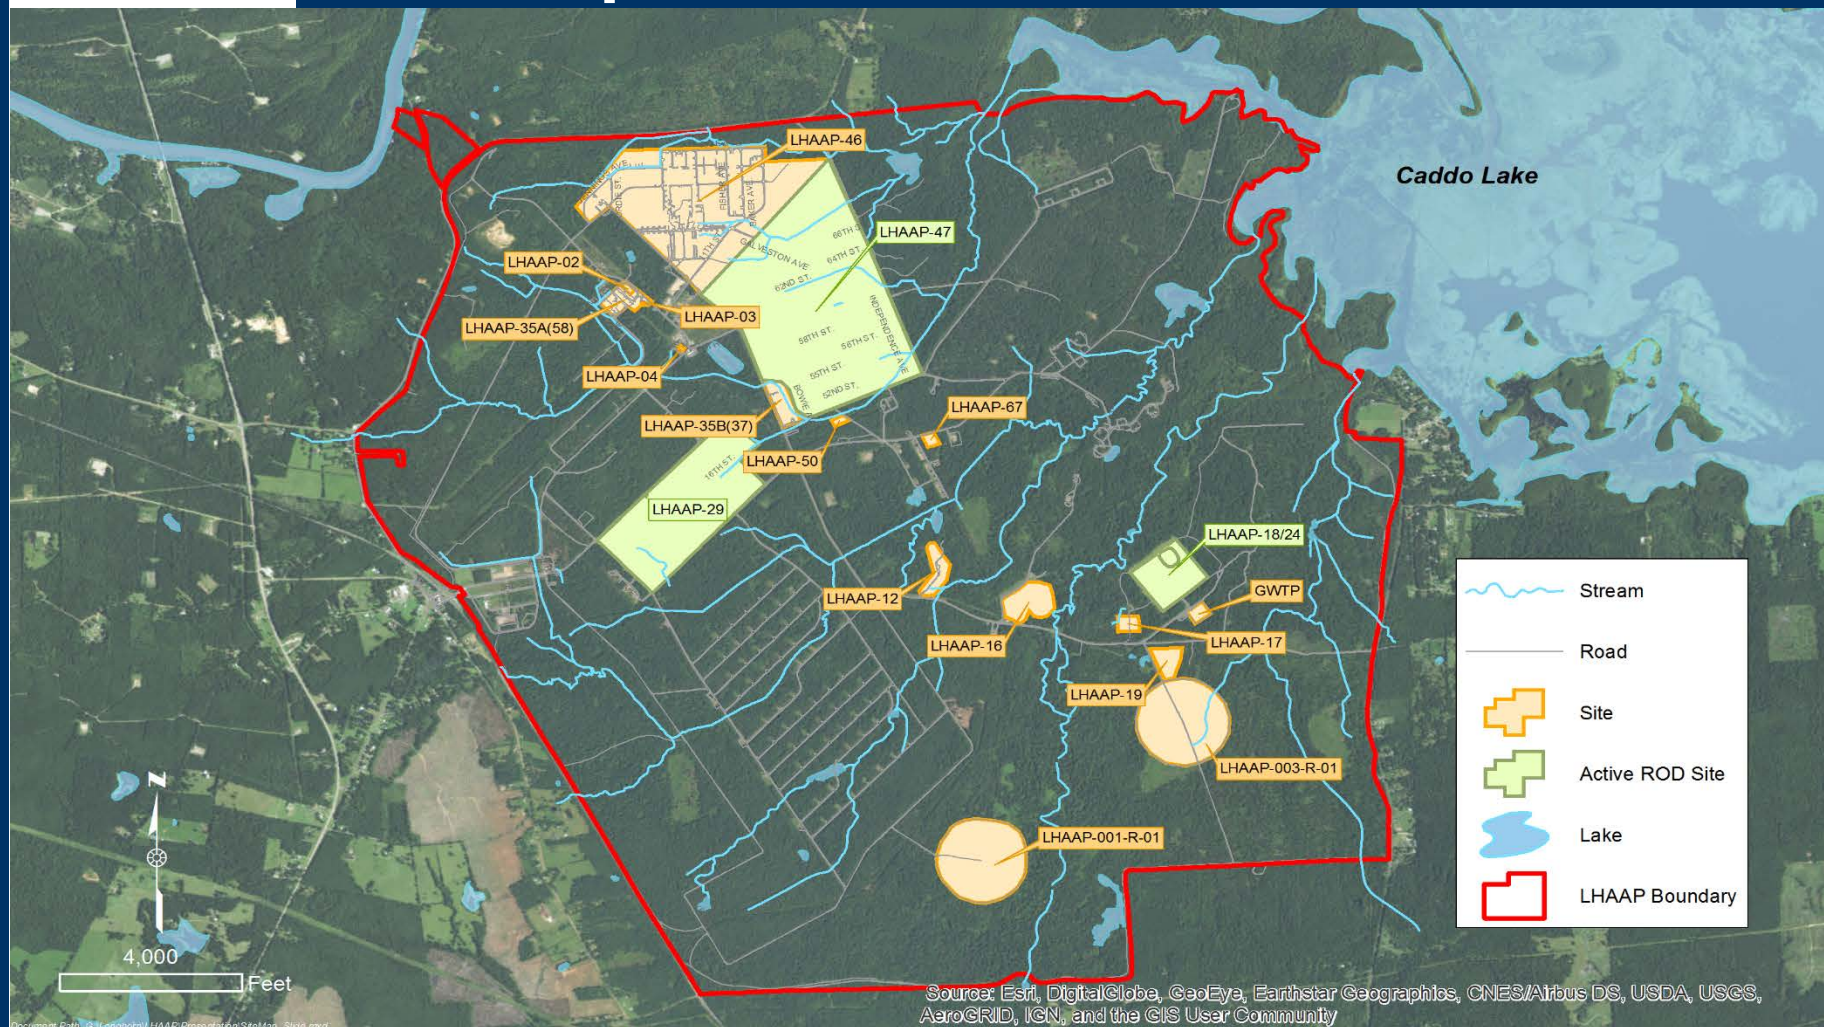 LHAAP-46
Caddo Lake
LHAAP-47
66TH S
64TH ST
GALVESTON AVE
62ND ST.
FISHER AVE
BAKER AVE
LHAAP-02
LHAAP-03
LHAAP-35A(58)
INDEPENDENCE AVE
58TH ST.
56TH ST.
LHAAP-04
55TH ST.
52ND ST.
BOWIE
LHAAP-67
LHAAP-35B(37)
LHAAP-50
16TH ST.
LHAAP-29
LHAAP-18/24
GWTP
LHAAP-12
LHAAP-16
LHAAP-17
LHAAP-19
LHAAP-003-R-01
LHAAP-001-R-01
Stream
Road
Site
Active ROD Site
Lake
LHAAP Boundary
N
4,000
Feet
Source: Esri, DigitalGlobe, GeoEye, Earthstar Geographics, CNES/Airbus DS, USDA, USGS,
AeroGRID, IGN, and the GIS User Community